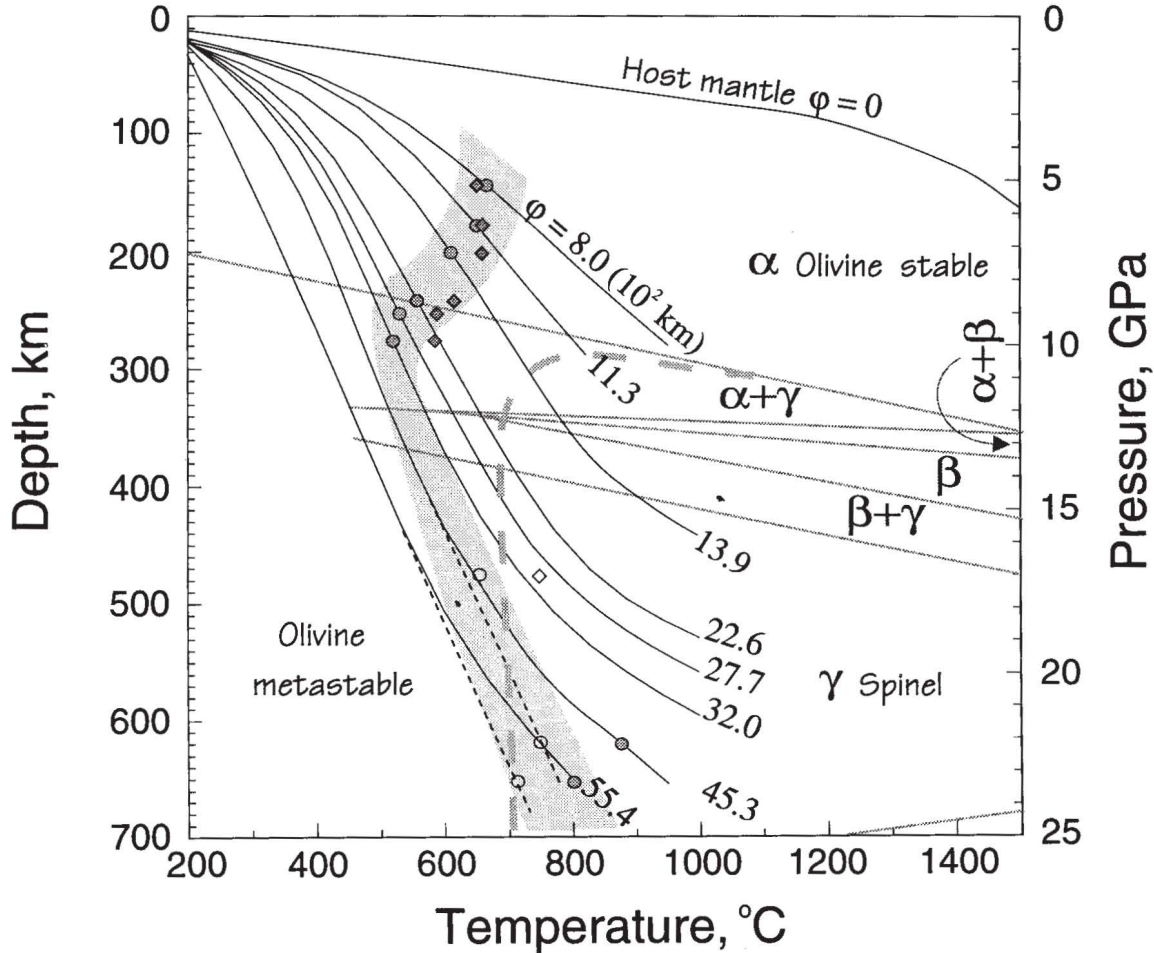 0
100
200
300
400
500
600
700
Depth, km
200
400
600
800
1000
1200
1400
Temperature, °C
0
5
10
15
20
25
Pressure, GPa
Host mantle φ = 0
φ = 8.0 (10² km)
α Olivine stable
α+β
11.3
α+γ
β
β+γ
13.9
22.6
27.7
32.0
45.3
55.4
γ Spinel
Olivine
metastable